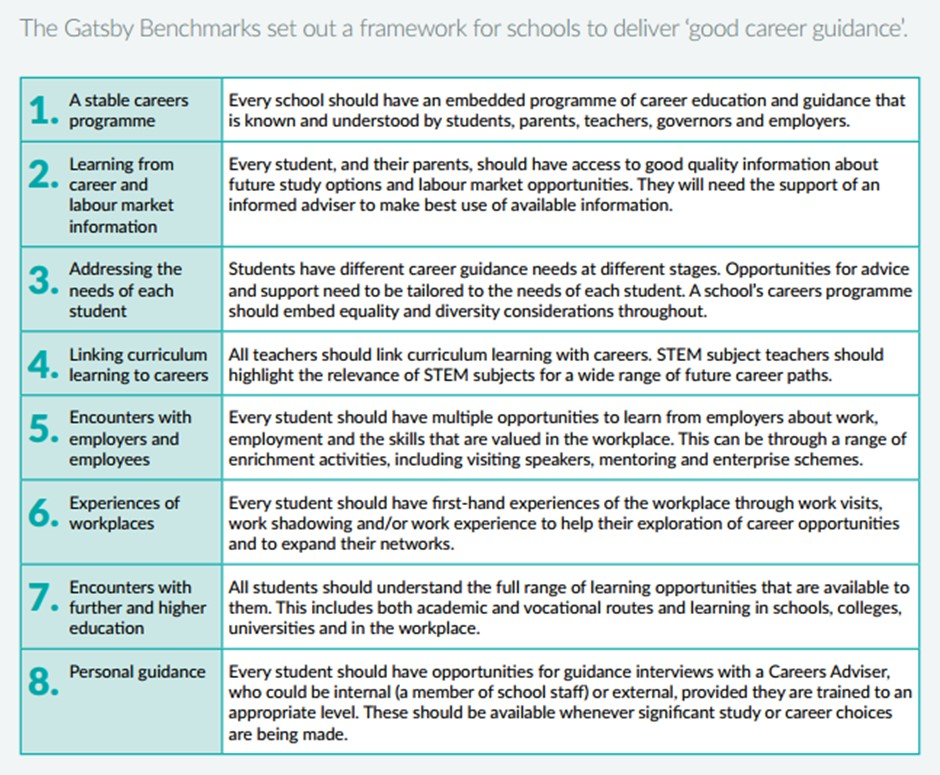 The Gatsby Benchmarks set out a framework for schools to deliver ‘good career guidance’.
1.
A stable careers
programme
Every school should have an embedded programme of career education and guidance that
is known and understood by students, parents, teachers, governors and employers.
2.
Learning from
career and
labour market
information
Every student, and their parents, should have access to good quality information about
future study options and labour market opportunities. They will need the support of an
informed adviser to make best use of available information.
3.
Addressing the
needs of each
student
Students have different career guidance needs at different stages. Opportunities for advice
and support need to be tailored to the needs of each student. A school’s careers programme
should embed equality and diversity considerations throughout.
4.
Linking curriculum
learning to careers
All teachers should link curriculum learning with careers. STEM subject teachers should
highlight the relevance of STEM subjects for a wide range of future career paths.
5.
Encounters with
employers and
employees
Every student should have multiple opportunities to learn from employers about work,
employment and the skills that are valued in the workplace. This can be through a range of
enrichment activities, including visiting speakers, mentoring and enterprise schemes.
6.
Experiences of
workplaces
Every student should have first-hand experiences of the workplace through work visits,
work shadowing and/or work experience to help their exploration of career opportunities
and to expand their networks.
7.
Encounters with
further and higher
education
All students should understand the full range of learning opportunities that are available to
them. This includes both academic and vocational routes and learning in schools, colleges,
universities and in the workplace.
8.
Personal guidance
Every student should have opportunities for guidance interviews with a Careers Adviser,
who could be internal (a member of school staff) or external, provided they are trained to an
appropriate level. These should be available whenever significant study or career choices
are being made.